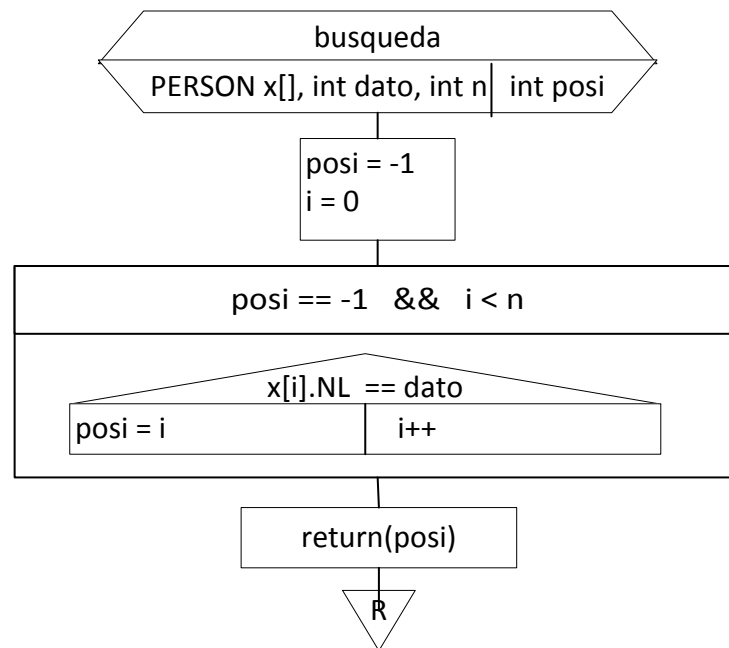 busqueda
PERSON x[], int dato, int n int posi
posi = -1
i = 0
posi == -1 && i < n
x[i].NL == dato
posi = i i++
return(posi)
R